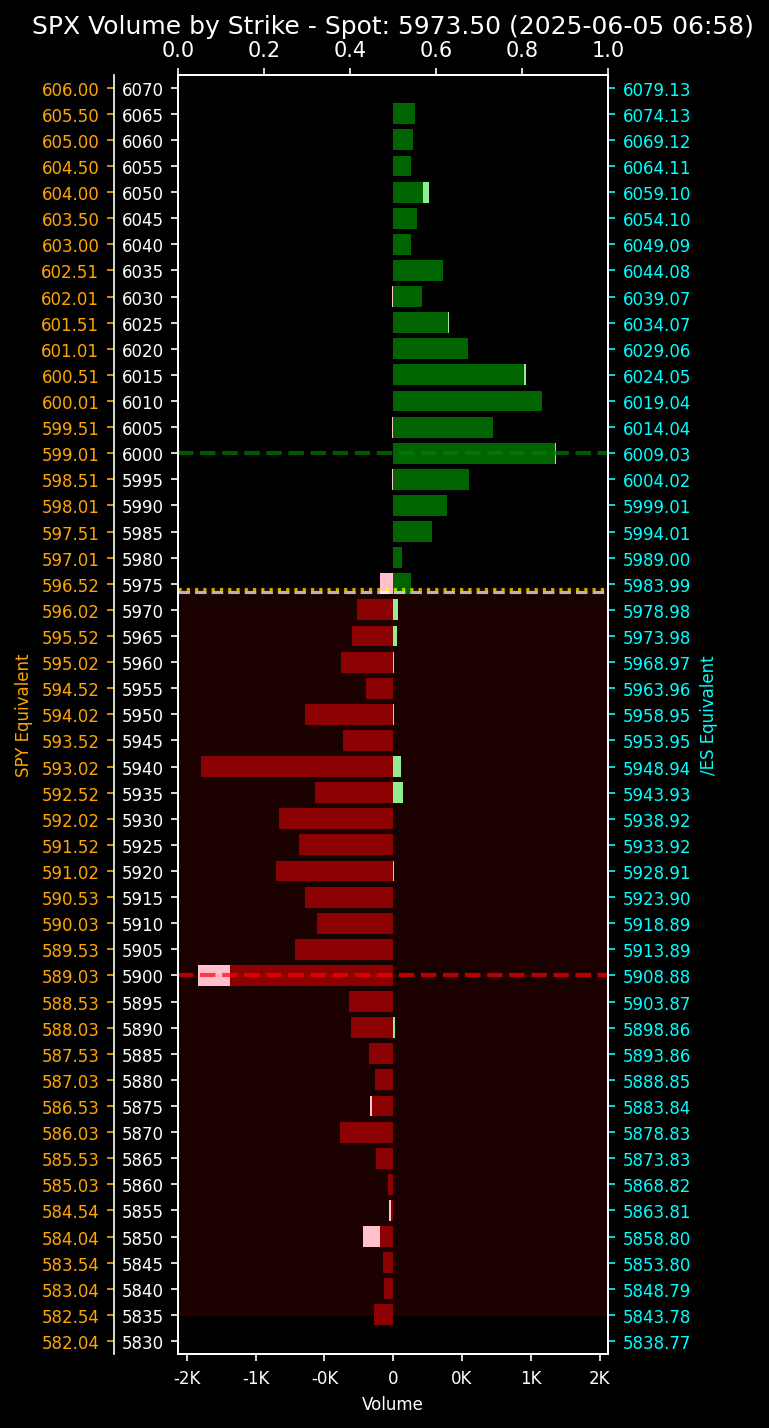 SPX Volume by Strike - Spot: 5973.50 (2025-06-05 06:58)
0.0 0.2 0.4 0.6 0.8 1.0
606.00 6070 6079.13
605.50 6065 6074.13
605.00 6060 6069.12
604.50 6055 6064.11
604.00 6050 6059.10
603.50 6045 6054.10
603.00 6040 6049.09
602.51 6035 6044.08
602.01 6030 6039.07
601.51 6025 6034.07
601.01 6020 6029.06
600.51 6015 6024.05
600.01 6010 6019.04
599.51 6005 6014.04
599.01 6000 6009.03
598.51 5995 6004.02
598.01 5990 5999.01
597.51 5985 5994.01
597.01 5980 5989.00
596.52 5975 5983.99
596.02 5970 5978.98
595.52 5965 5973.98
595.02 5960 5968.97
594.52 5955 5963.96
594.02 5950 5958.95
593.52 5945 5953.95
593.02 5940 5948.94
592.52 5935 5943.93
592.02 5930 5938.92
591.52 5925 5933.92
591.02 5920 5928.91
590.53 5915 5923.90
590.03 5910 5918.89
589.53 5905 5913.89
589.03 5900 5908.88
588.53 5895 5903.87
588.03 5890 5898.86
587.53 5885 5893.86
587.03 5880 5888.85
586.53 5875 5883.84
586.03 5870 5878.83
585.53 5865 5873.83
585.03 5860 5868.82
584.54 5855 5863.81
584.04 5850 5858.80
583.54 5845 5853.80
583.04 5840 5848.79
582.54 5835 5843.78
582.04 5830 5838.77
SPY Equivalent
/ES Equivalent
-2K -1K -0K 0 0K 1K 2K
Volume